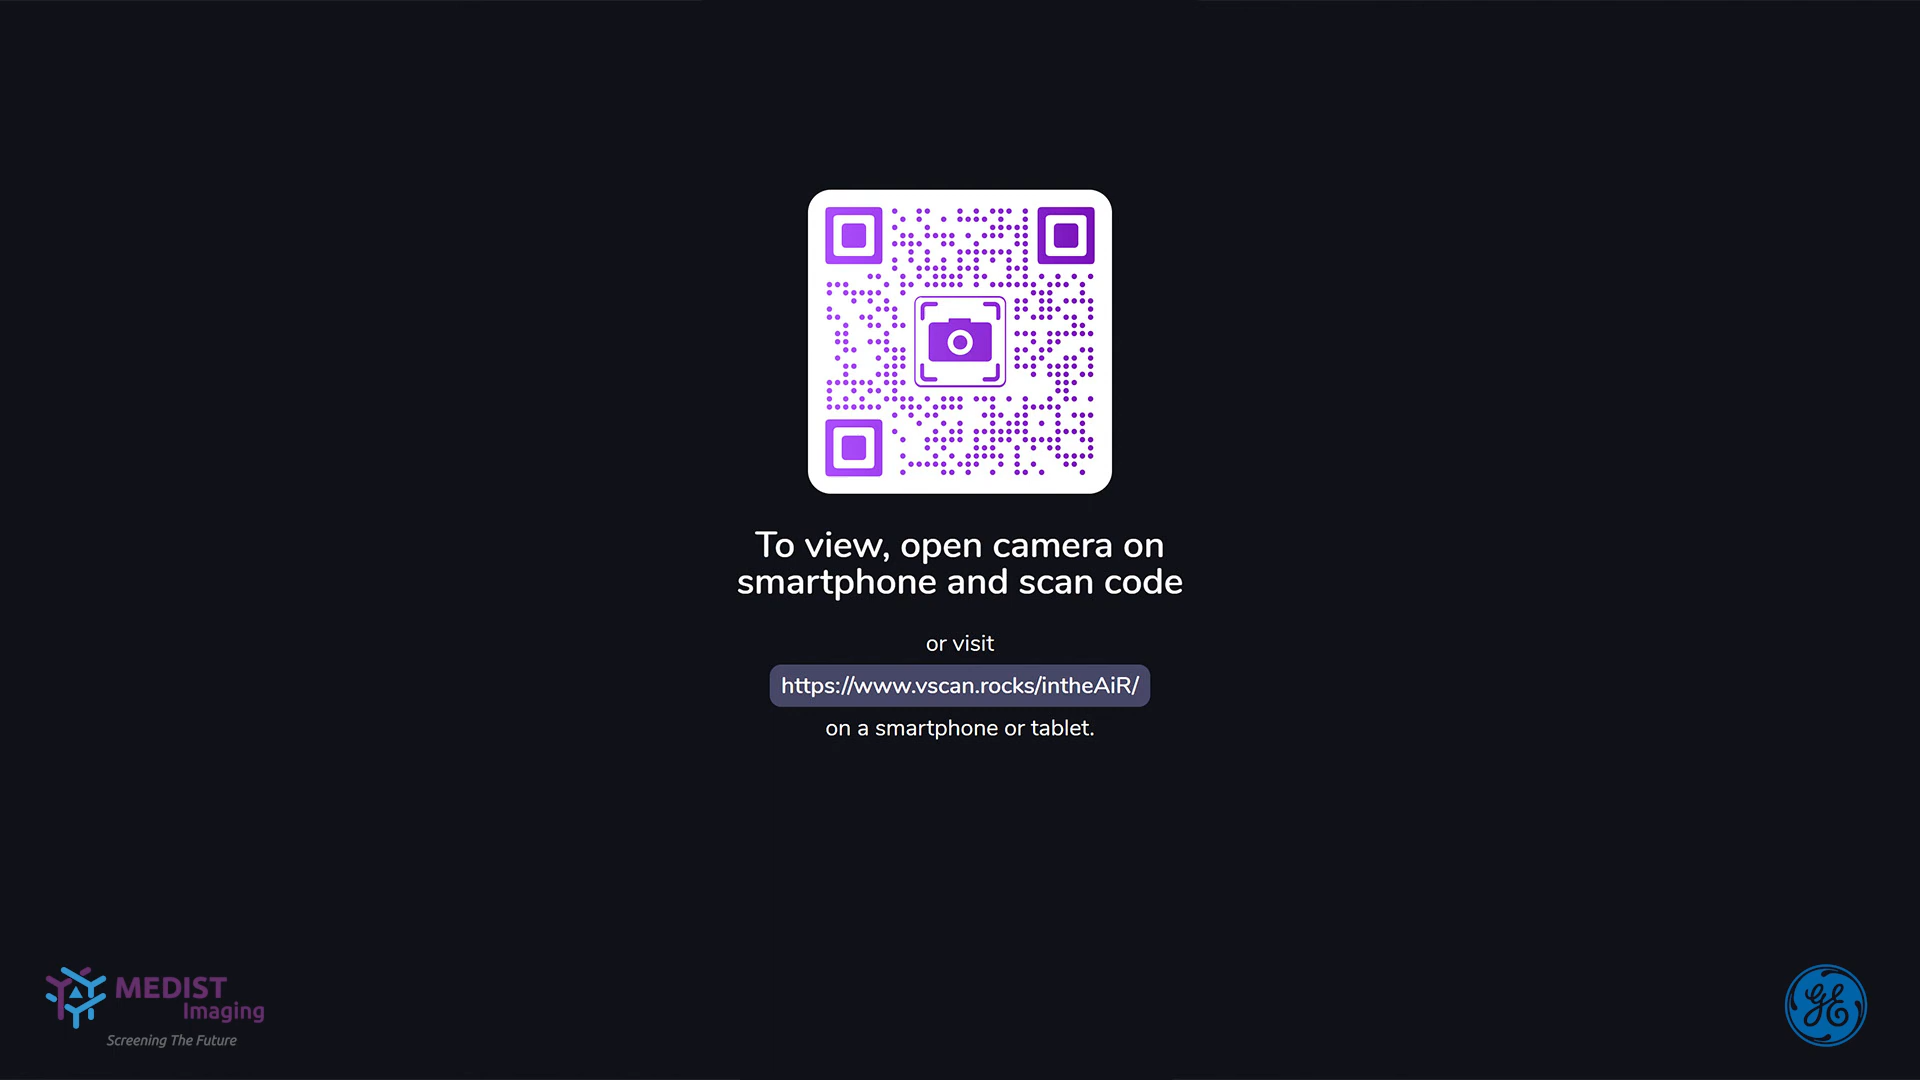 To view, open camera on
smartphone and scan code
or visit
https://www.vscan.rocks/intheAiR/
on a smartphone or tablet.
MEDIST
Imaging
Screening The Future
GE